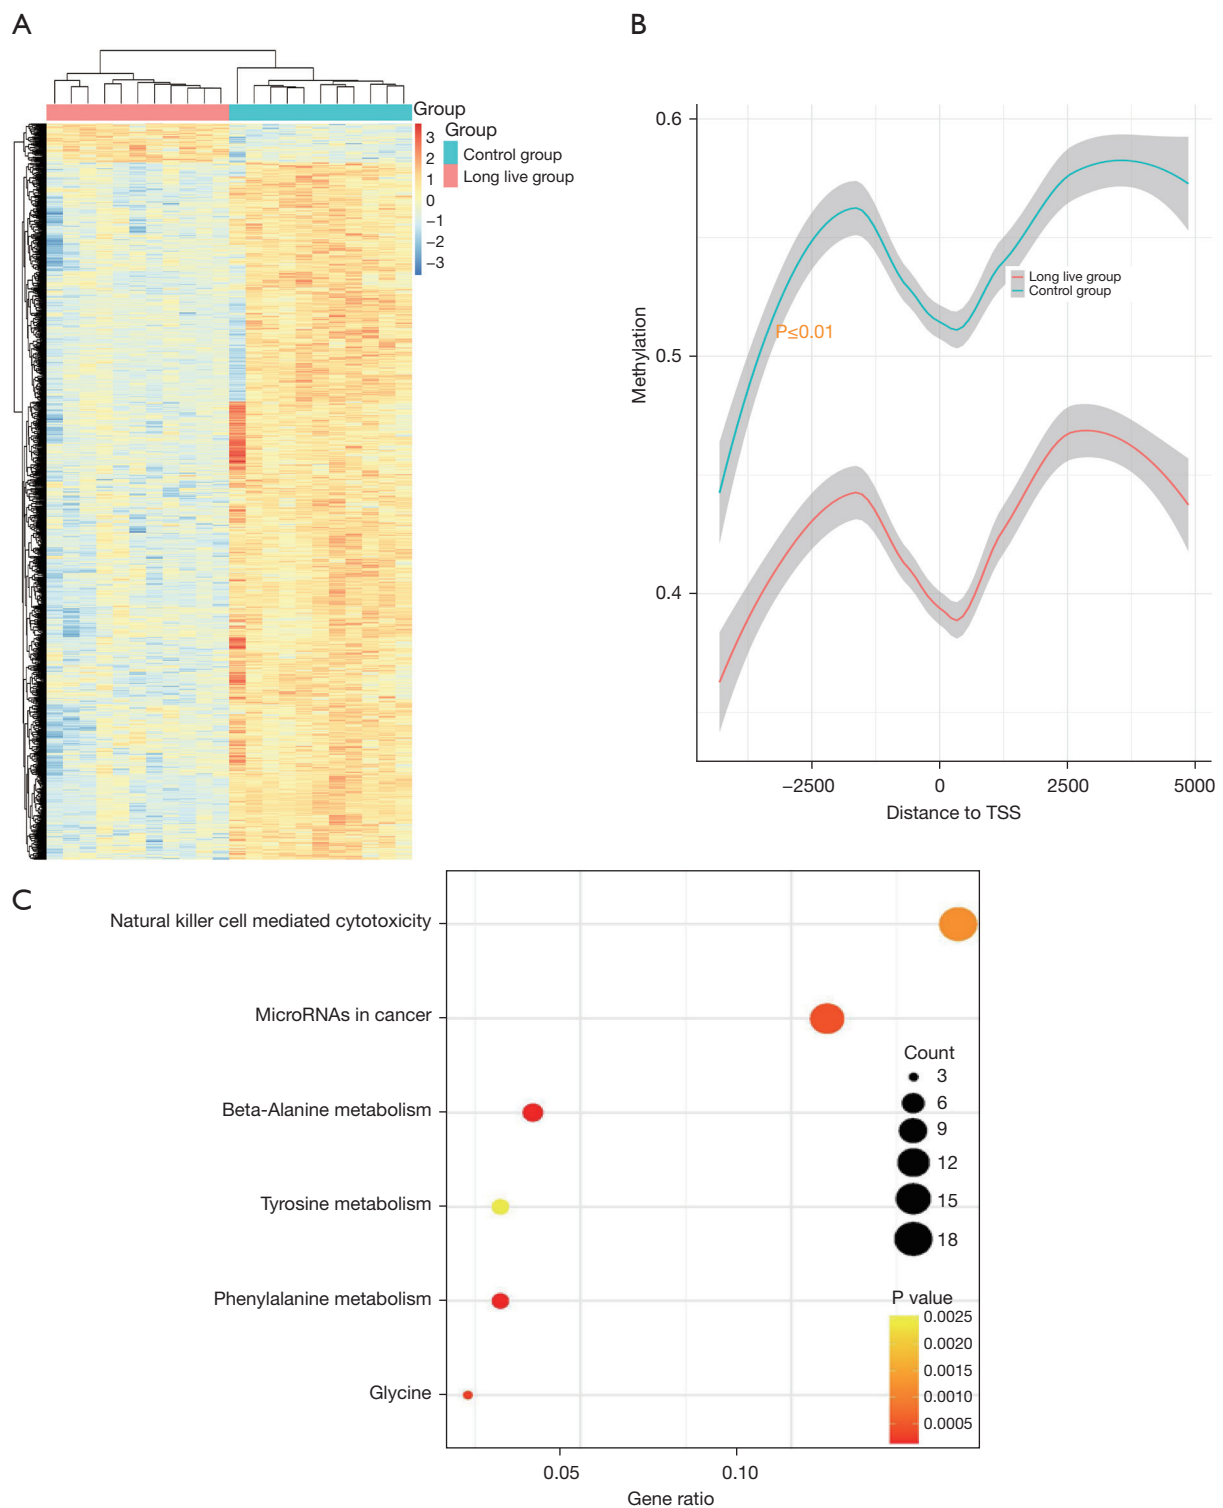 A
Group
Group
Control group
Long live group
3
2
1
0
−1
−2
−3
B
0.6
0.5
0.4
Methylation
P≤0.01
Long live group
Control group
−2500
0
2500
5000
Distance to TSS
C
Natural killer cell mediated cytotoxicity
MicroRNAs in cancer
Beta-Alanine metabolism
Tyrosine metabolism
Phenylalanine metabolism
Glycine
Count
3
6
9
12
15
18
P value
0.0025
0.0020
0.0015
0.0010
0.0005
0.05
0.10
Gene ratio